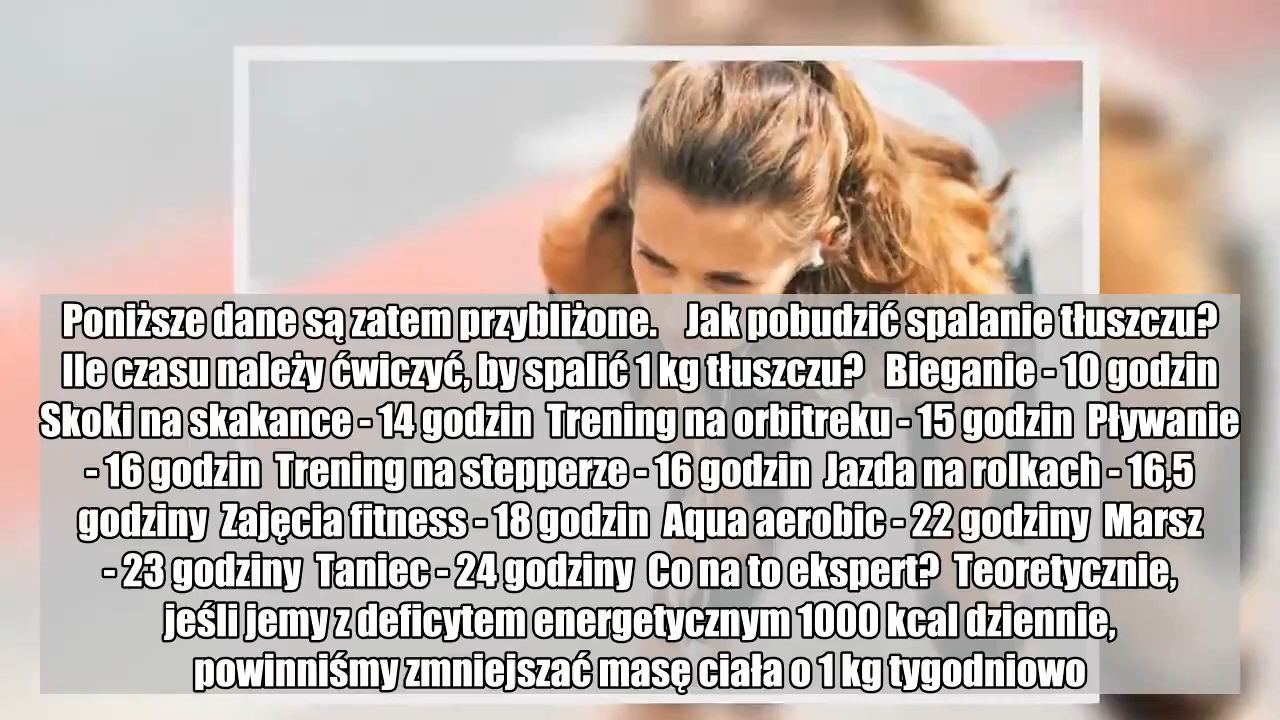 Poniższe dane są zatem przybliżone. Jak pobudzić spalanie tłuszczu?
Ile czasu należy ćwiczyć, by spalić 1 kg tłuszczu? Bieganie - 10 godzin
Skoki na skakance - 14 godzin Trening na orbitreku - 15 godzin Pływanie
- 16 godzin Trening na stepperze - 16 godzin Jazda na rolkach - 16,5
godziny Zajęcia fitness - 18 godzin Aqua aerobic - 22 godziny Marsz
- 23 godziny Taniec - 24 godziny Co na to ekspert? Teoretycznie,
jeśli jemy z deficytem energetycznym 1000 kcal dziennie,
powinniśmy zmniejszać masę ciała o 1 kg tygodniowo